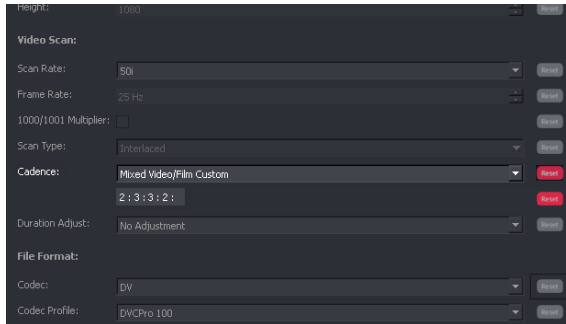 Height: 1080 Reset
Video Scan:
Scan Rate: 50i Reset
Frame Rate: 25 Hz Reset
1000/1001 Multiplier: Reset
Scan Type: Interlaced Reset
Cadence: Mixed Video/Film Custom Reset
2:3:3:2: Reset
Duration Adjust: No Adjustment Reset
File Format:
Codec: DV Reset
Codec Profile: DVCPro 100 Reset